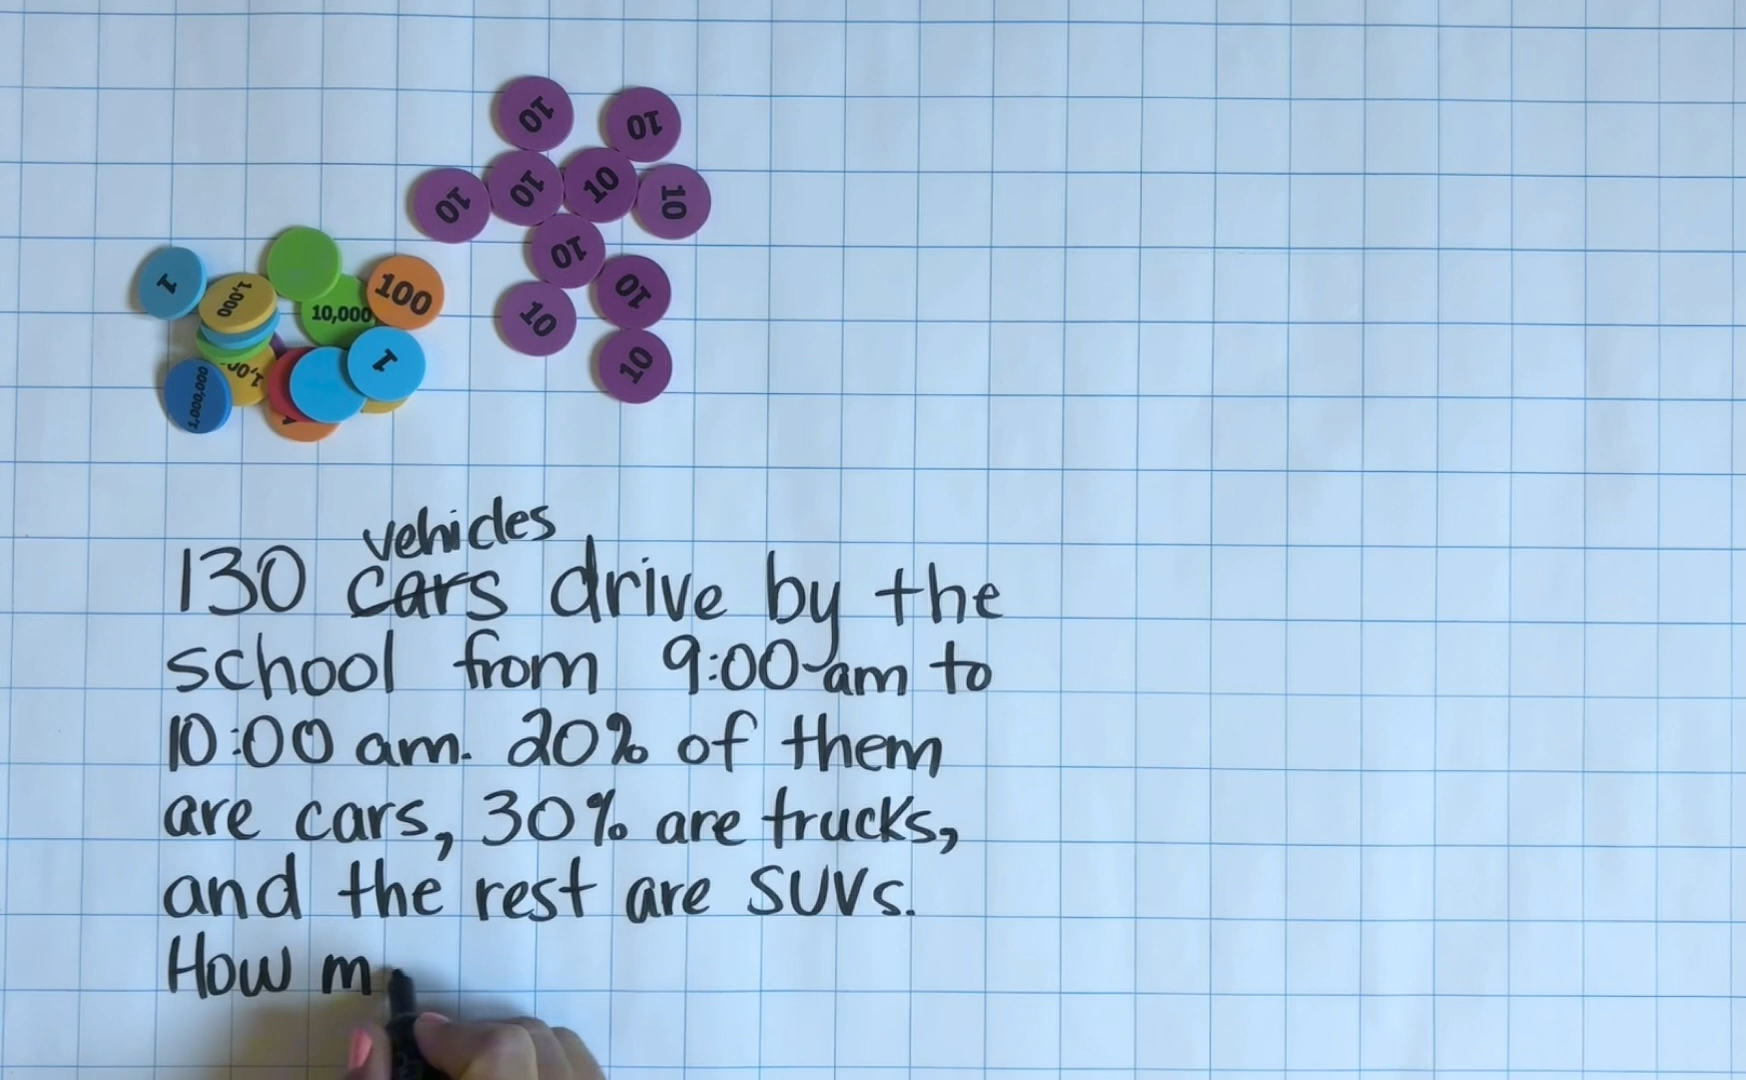 10
10
10
10
10
10
10
10
10
10
1
1,000
10,000
100
1
1,000,000
vehicles
130 cars drive by the
school from 9:00 am to
10:00 am. 20% of them
are cars, 30% are trucks,
and the rest are SUVs.
How m